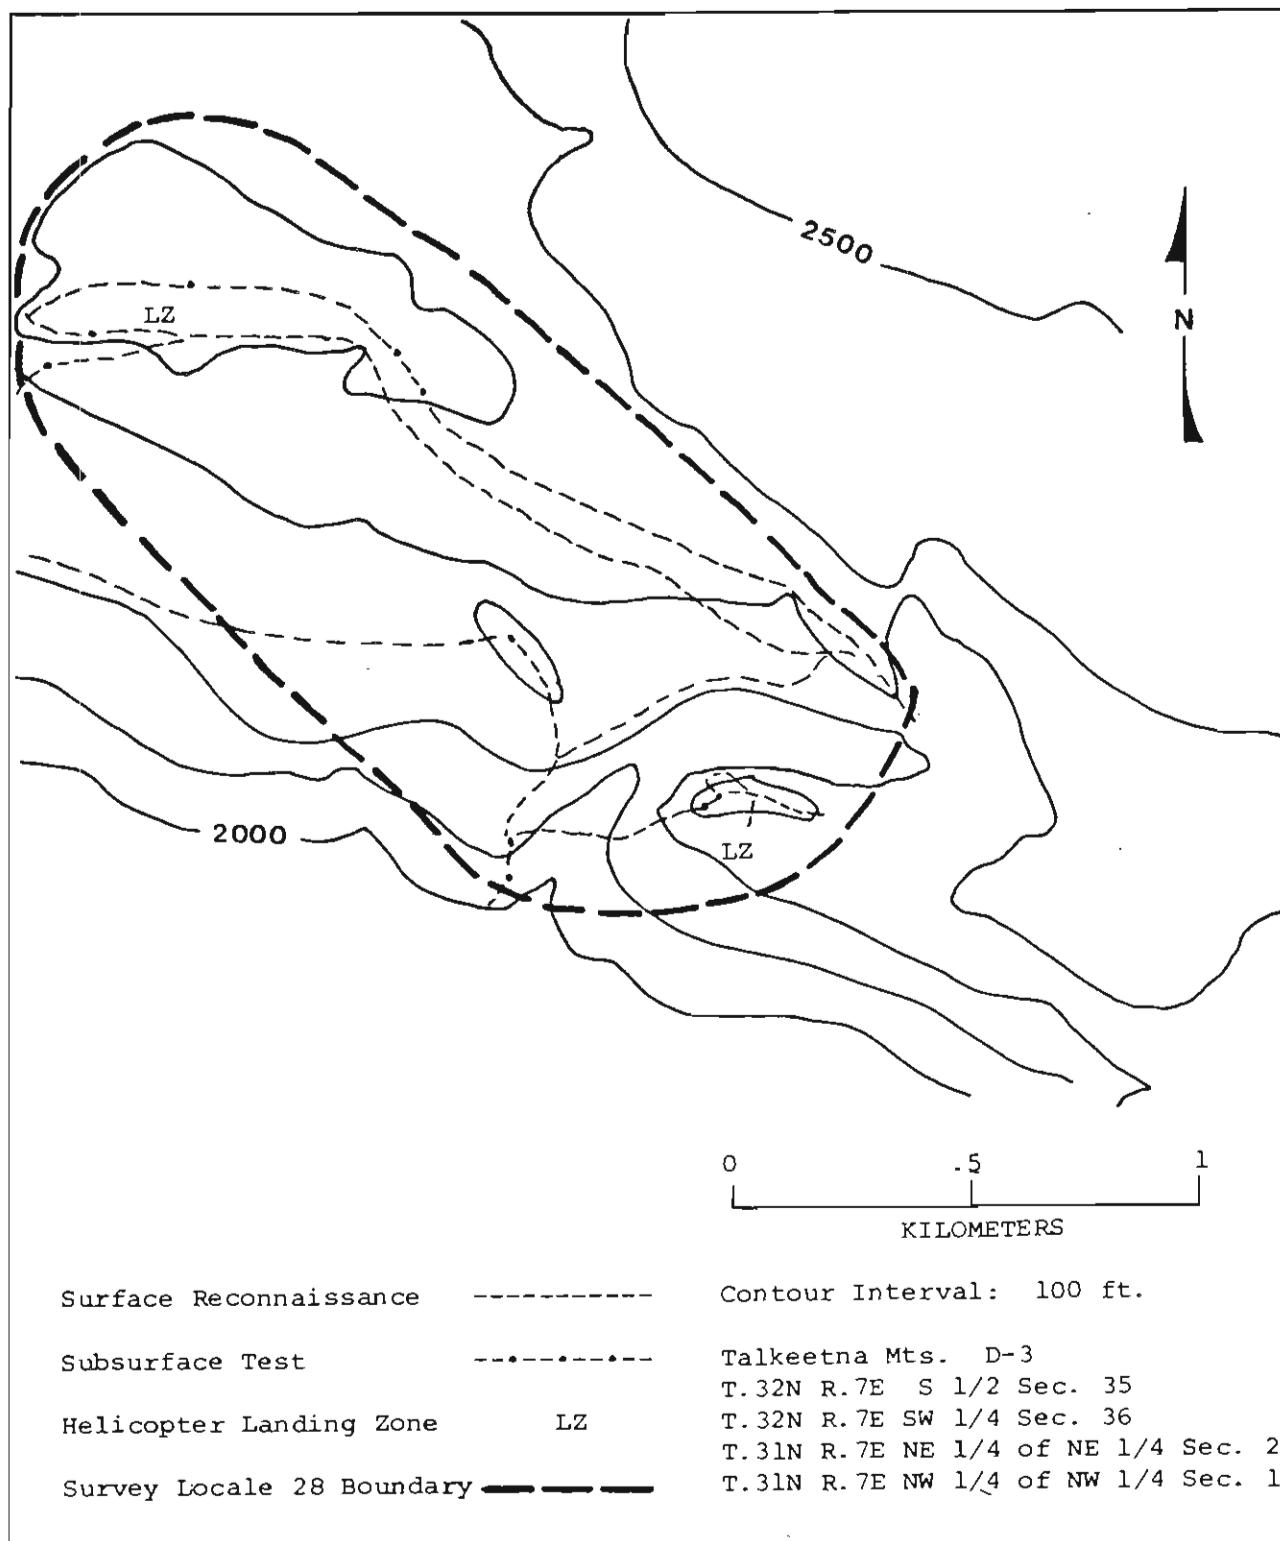 2500
N
LZ
2000
LZ
0 .5 1
KILOMETERS
Surface Reconnaissance
Subsurface Test
Helicopter Landing Zone LZ
Survey Locale 28 Boundary
Contour Interval: 100 ft.
Talkeetna Mts. D-3
T.32N R.7E S 1/2 Sec. 35
T.32N R.7E SW 1/4 Sec. 36
T.31N R.7E NE 1/4 of NE 1/4 Sec. 2
T.31N R.7E NW 1/4 of NW 1/4 Sec. 1